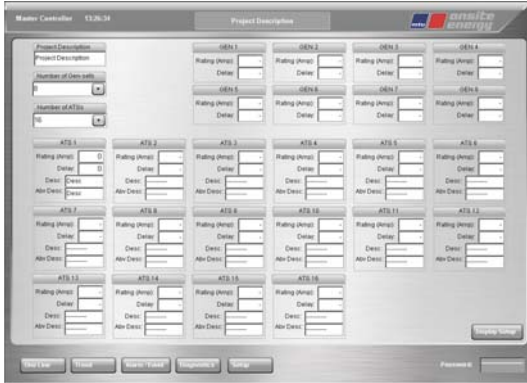 Master Controller 13:26:34 Project Description mtu onsite energy
Project Description
Project Description
Number of Gen-sets
8
Number of ATSs
16
GEN 1 GEN 2 GEN 3 GEN 4
Rating (Amp): Rating (Amp): Rating (Amp): Rating (Amp):
Delay: Delay: Delay: Delay:
GEN 5 GEN 6 GEN 7 GEN 8
Rating (Amp): Rating (Amp): Rating (Amp): Rating (Amp):
Delay: Delay: Delay: Delay:
ATS 1 ATS 2 ATS 3 ATS 4 ATS 5 ATS 6
Rating (Amp): 0 Rating (Amp): Rating (Amp): Rating (Amp): Rating (Amp): Rating (Amp):
Delay: 0 Delay: Delay: Delay: Delay: Delay:
Desc: Desc Desc: Desc: Desc: Desc: Desc:
Abv Desc: Desc Abv Desc: Abv Desc: Abv Desc: Abv Desc: Abv Desc:
ATS 7 ATS 8 ATS 9 ATS 10 ATS 11 ATS 12
Rating (Amp): Rating (Amp): Rating (Amp): Rating (Amp): Rating (Amp): Rating (Amp):
Delay: Delay: Delay: Delay: Delay: Delay:
Desc: Desc: Desc: Desc: Desc: Desc:
Abv Desc: Abv Desc: Abv Desc: Abv Desc: Abv Desc: Abv Desc:
ATS 13 ATS 14 ATS 15 ATS 16
Rating (Amp): Rating (Amp): Rating (Amp): Rating (Amp):
Delay: Delay: Delay: Delay:
Desc: Desc: Desc: Desc:
Abv Desc: Abv Desc: Abv Desc: Abv Desc:
Display Setup
One Line Trend Alarm / Event Diagnostics Setup Password: